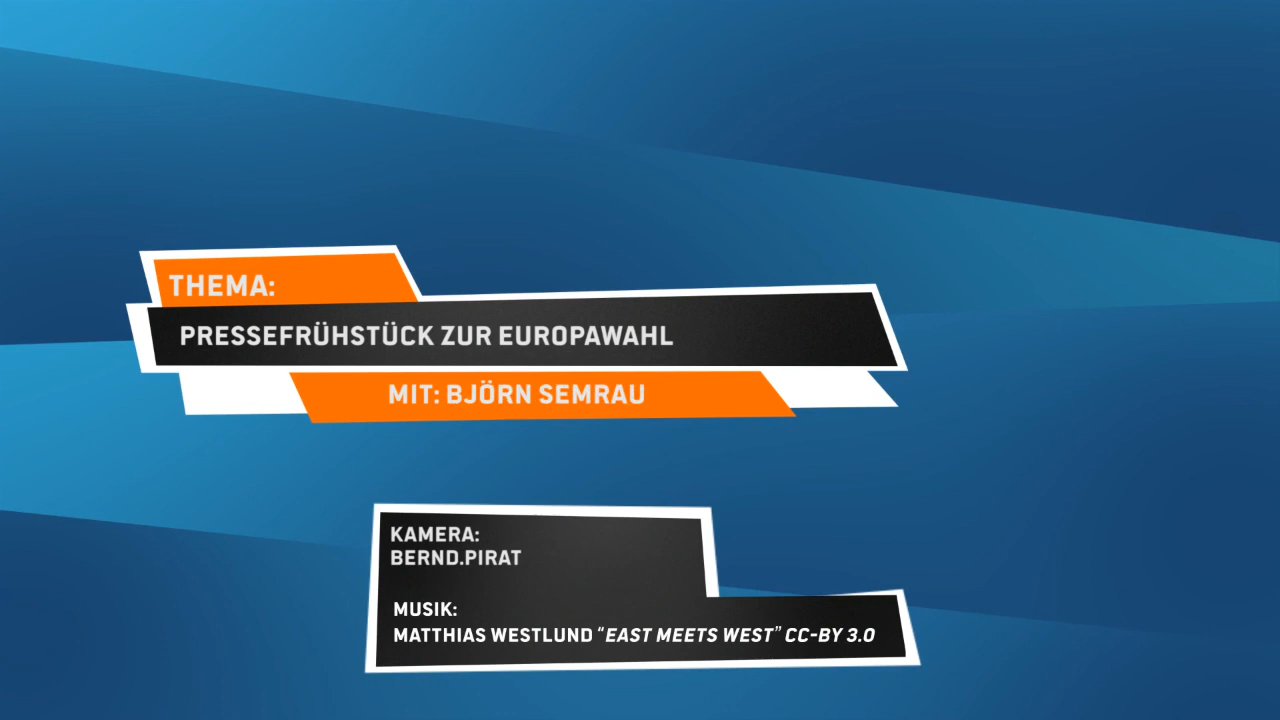 THEMA:
PRESSEFRÜHSTÜCK ZUR EUROPAWAHL
MIT: BJÖRN SEMRAU
KAMERA:
BERND.PIRAT
MUSIK:
MATTHIAS WESTLUND "EAST MEETS WEST" CC-BY 3.0